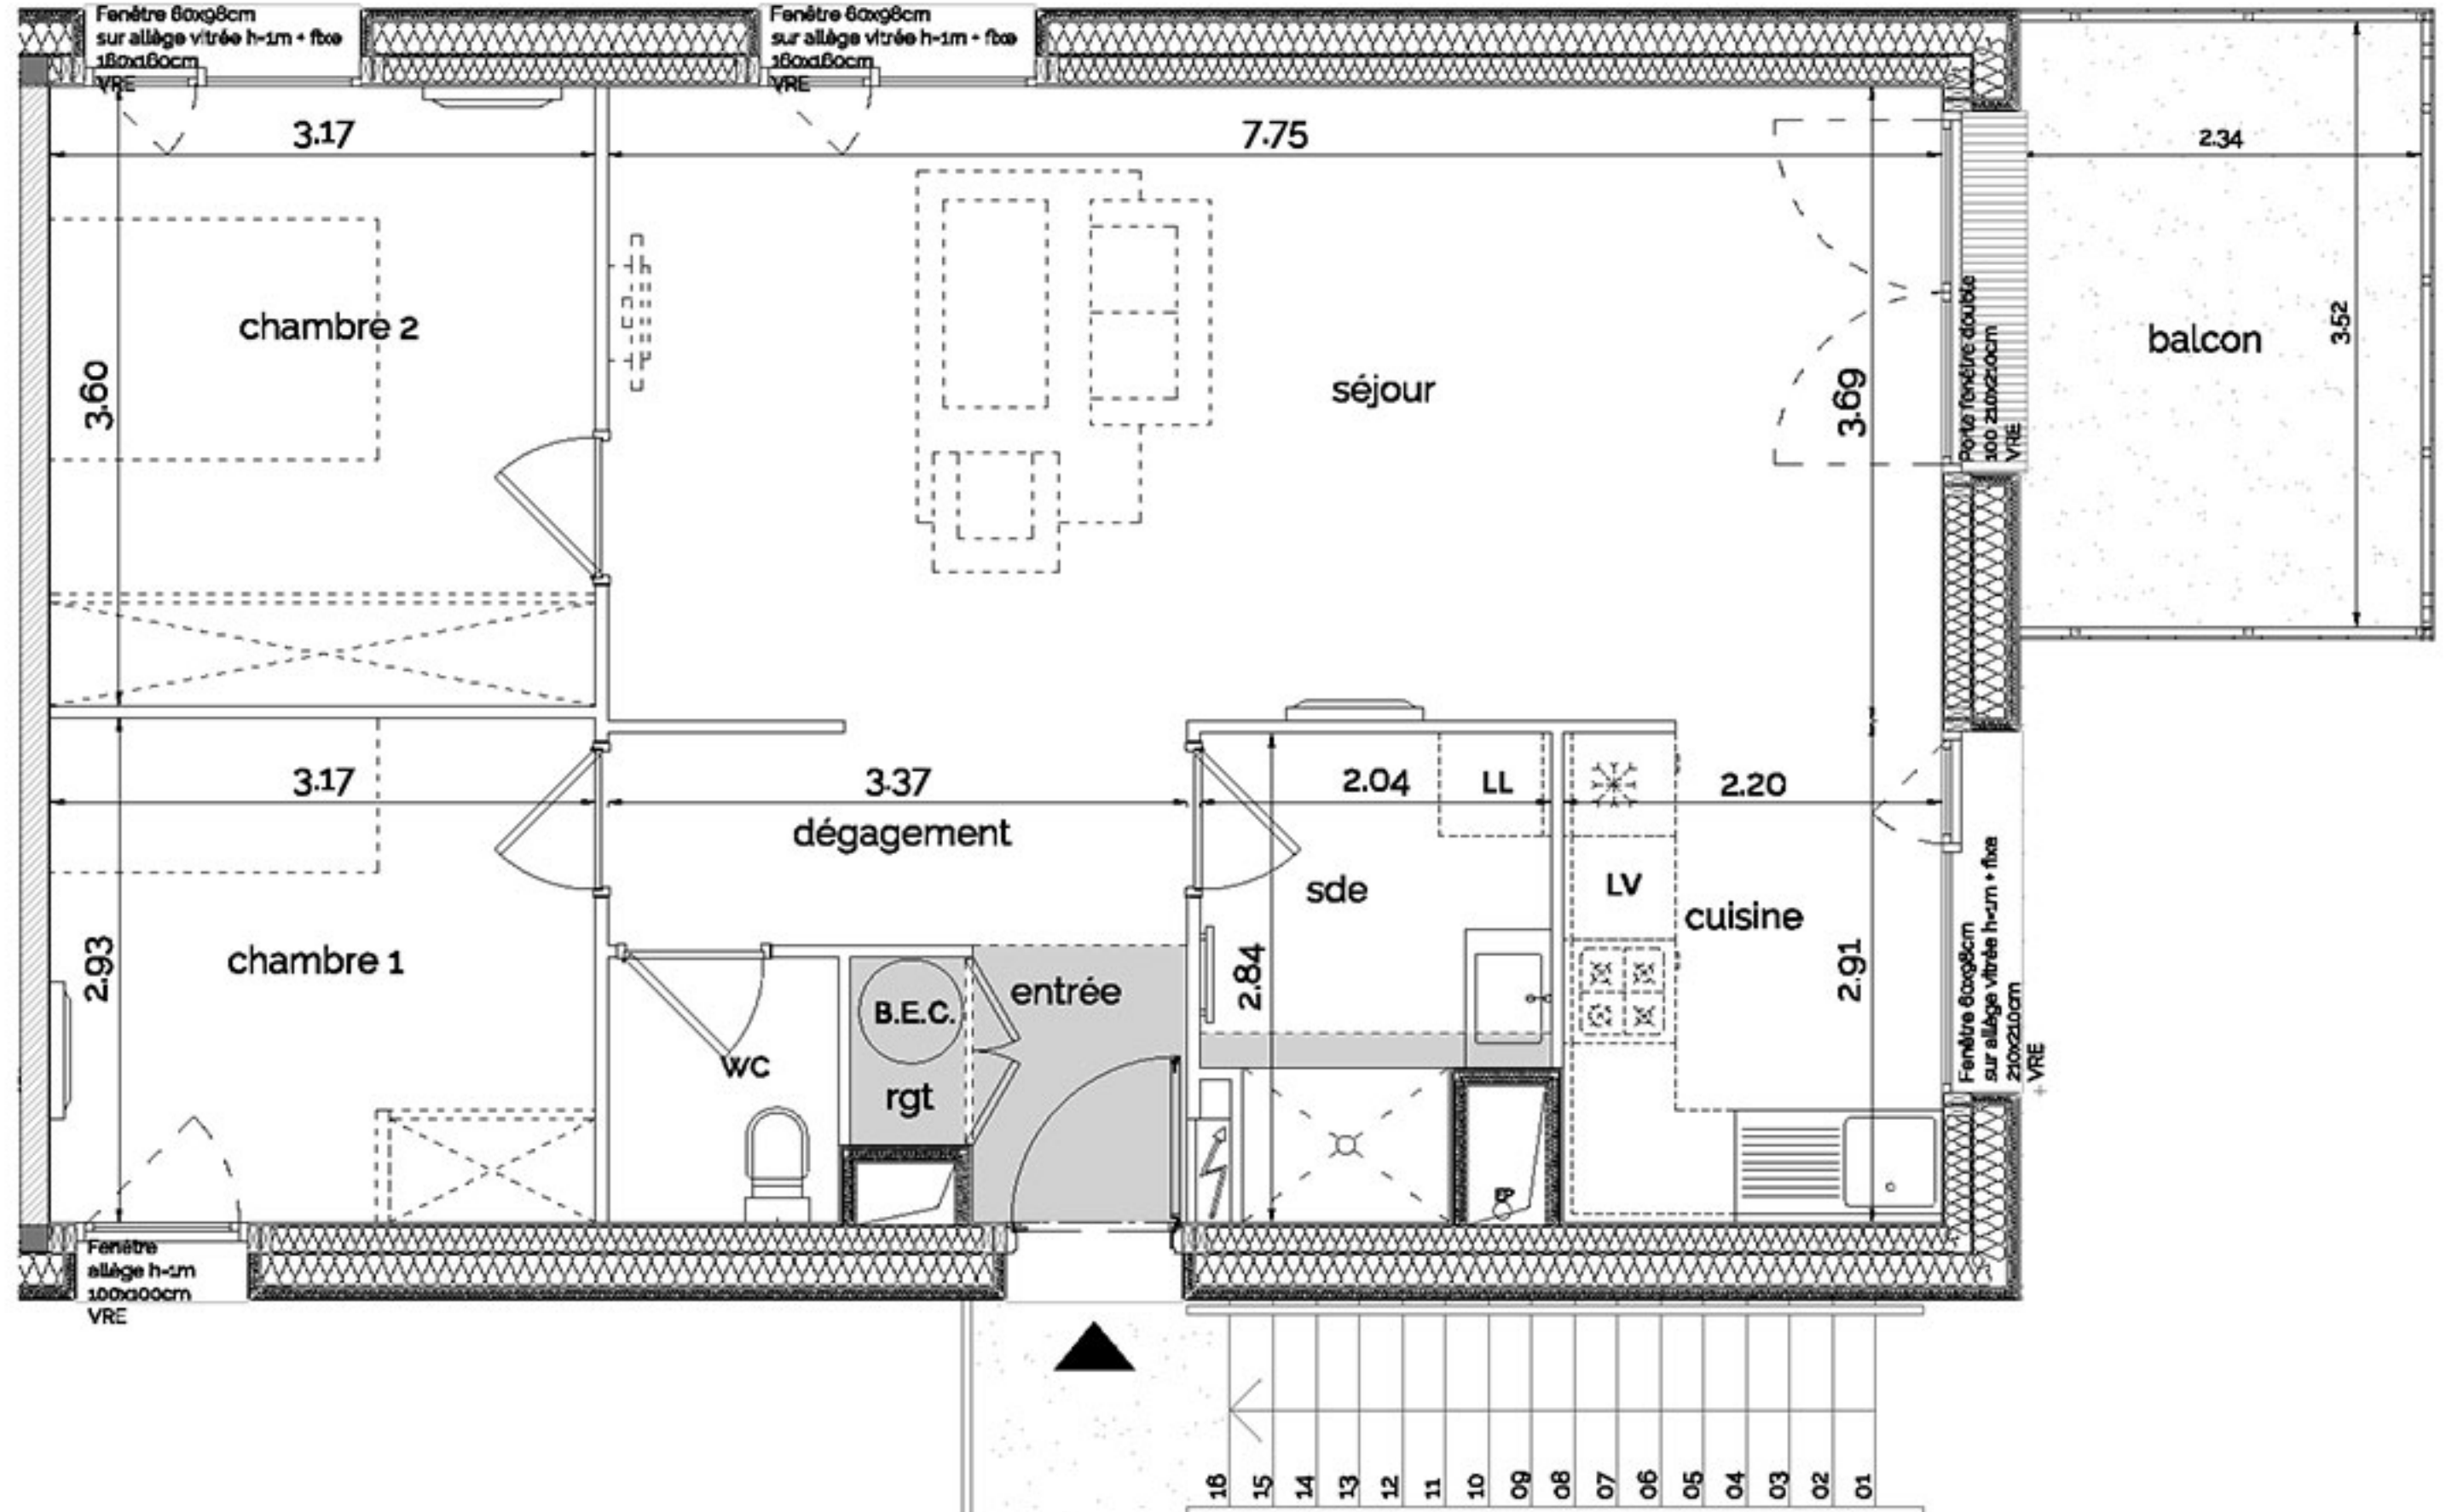 Fenêtre 60x98cm
sur allège vitrée h=1m + fixe
160x160cm
VRE
Fenêtre 60x98cm
sur allège vitrée h=1m + fixe
160x160cm
VRE
3.17
7.75
2.34
chambre 2
3.60
séjour
3.69
Porte fenêtre double
100 210x210cm
VRE
balcon
3.52
3.17
3.37
2.04
LL
2.20
dégagement
sde
LV
cuisine
chambre 1
2.93
entrée
B.E.C.
WC
rgt
2.84
2.91
EP
Fenêtre 60x98cm
sur allège vitrée h=1m + fixe
210x210cm
VRE
Fenêtre
allège h=1m
100x100cm
VRE
16 15 14 13 12 11 10 09 08 07 06 05 04 03 02 01